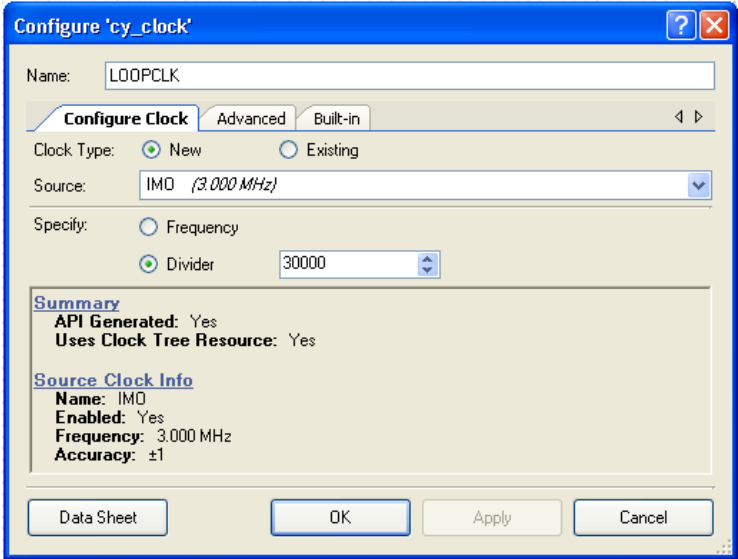 Configure 'cy_clock'
Name: LOOPCLK
Configure Clock Advanced Built-in
Clock Type: New Existing
Source: IMO (3.000 MHz)
Specify: Frequency
Divider 30000
Summary
API Generated: Yes
Uses Clock Tree Resource: Yes
Source Clock Info
Name: IMO
Enabled: Yes
Frequency: 3.000 MHz
Accuracy: ±1
Data Sheet OK Apply Cancel